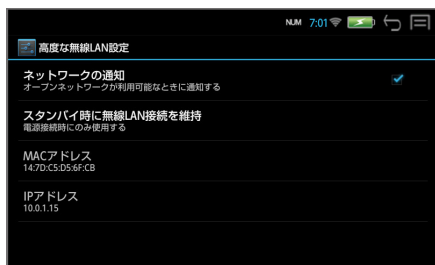 NUM 7:01
高度な無線LAN設定
ネットワークの通知
オープンネットワークが利用可能なときに通知する
スタンバイ時に無線LAN接続を維持
電源接続時にのみ使用する
MACアドレス
14:7D:C5:D5:6F:CB
IPアドレス
10.0.1.15